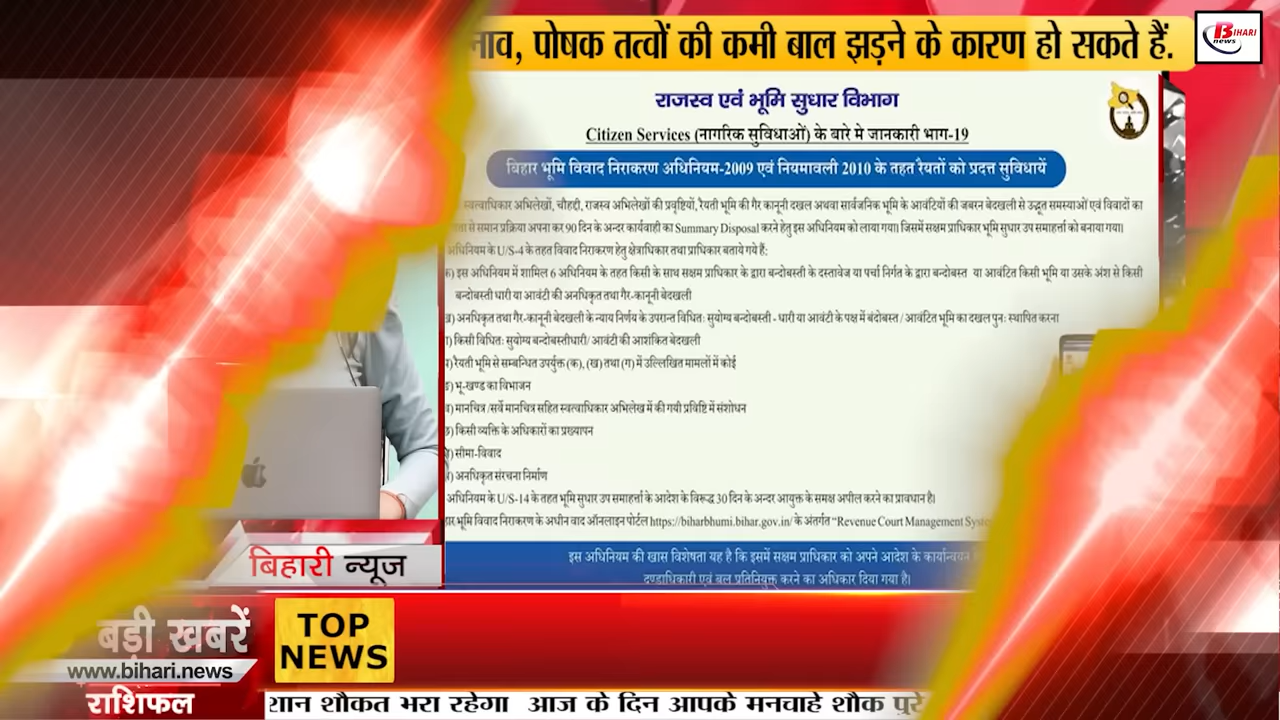 पोषक तत्वों की कमी बाल झड़ने के कारण हो सकते हैं.
BIHARI
news
राजस्व एवं भूमि सुधार विभाग
Citizen Services (नागरिक सुविधाओं) के बारे मे जानकारी भाग-19
बिहार भूमि विवाद निराकरण अधिनियम-2009 एवं नियमावली 2010 के तहत रैयतों को प्रदत्त सुविधायें
स्वत्वाधिकार अभिलेखों, चौहद्दी, राजस्व अभिलेखों की प्रवृष्टियों, रैयती भूमि की गैर कानूनी दखल अथवा सार्वजनिक भूमि के आवंटियों की जबरन बेदखली से उद्भूत समस्याओं एवं विवादों का
से समान प्रक्रिया अपना कर 90 दिन के अन्दर कार्यवाही का Summary Disposal करने हेतु इस अधिनियम को लाया गया। जिसमें सक्षम प्राधिकार भूमि सुधार उप समाहर्त्ता को बनाया गया।
अधिनियम के U/S-4 के तहत विवाद निराकरण हेतु क्षेत्राधिकार तथा प्राधिकार बताये गये हैं:
क) इस अधिनियम में शामिल 6 अधिनियम के तहत किसी के साथ सक्षम प्राधिकार के द्वारा बन्दोबस्ती के दस्तावेज या पर्चा निर्गत के द्वारा बन्दोबस्त या आवंटित किसी भूमि या उसके अंश से किसी
बन्दोबस्ती धारी या आवंटी की अनधिकृत तथा गैर-कानूनी बेदखली
ख) अनधिकृत तथा गैर-कानूनी बेदखली के न्याय निर्णय के उपरान्त विधित: सुयोग्य बन्दोबस्ती - धारी या आवंटी के पक्ष में बंदोबस्त / आवंटित भूमि का दखल पुन: स्थापित करना
किसी विधित: सुयोग्य बन्दोबस्तीधारी/ आवंटी की आशंकित बेदखली
रैयती भूमि से सम्बन्धित उपर्युक्त (क), (ख) तथा (ग) में उल्लिखित मामलों में कोई
भू-खण्ड का विभाजन
मानचित्र /सर्वे मानचित्र सहित स्वत्वाधिकार अभिलेख में की गयी प्रविष्टि में संशोधन
किसी व्यक्ति के अधिकारों का प्रख्यापन
सीमा-विवाद
अनधिकृत संरचना निर्माण
अधिनियम के U/S-14 के तहत भूमि सुधार उप समाहर्त्ता के आदेश के विरूद्ध 30 दिन के अन्दर आयुक्त के समक्ष अपील करने का प्रावधान है।
भूमि विवाद निराकरण के अधीन वाद ऑनलाइन पोर्टल https://biharbhumi.bihar.gov.in/ के अंतर्गत "Revenue Court Management
इस अधिनियम की खास विशेषता यह है कि इसमें सक्षम प्राधिकार को अपने आदेश के कार्यान्वयन
दण्डाधिकारी एवं बल प्रतिनियुक्त करने का अधिकार दिया गया है।
बिहारी न्यूज
बड़ी खबरें
TOP
NEWS
www.bihari.news
राशिफल
शान शौकत भरा रहेगा आज के दिन आपके मनचाहे शौक पूरे